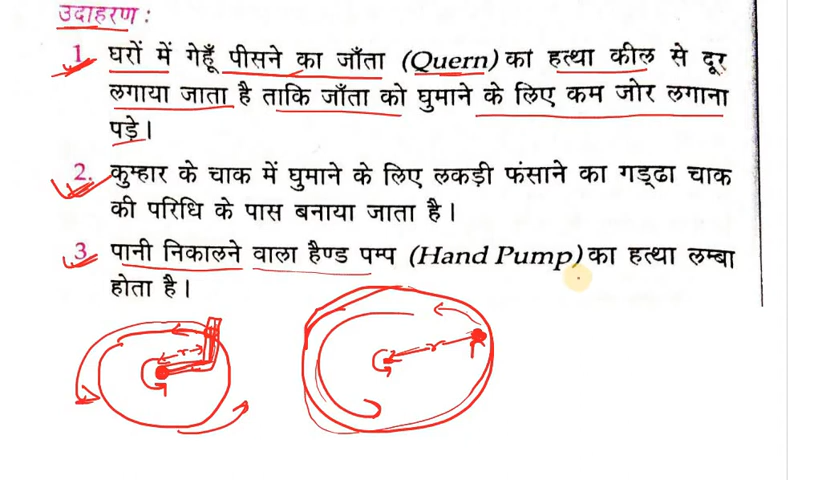 उदाहरण :
1. घरों में गेहूँ पीसने का जाँता (Quern) का हत्था कील से दूर
लगाया जाता है ताकि जाँता को घुमाने के लिए कम जोर लगाना
पड़े।
2. कुम्हार के चाक में घुमाने के लिए लकड़ी फंसाने का गड्ढा चाक
की परिधि के पास बनाया जाता है।
3. पानी निकालने वाला हैण्ड पम्प (Hand Pump) का हत्था लम्बा
होता है।
r r